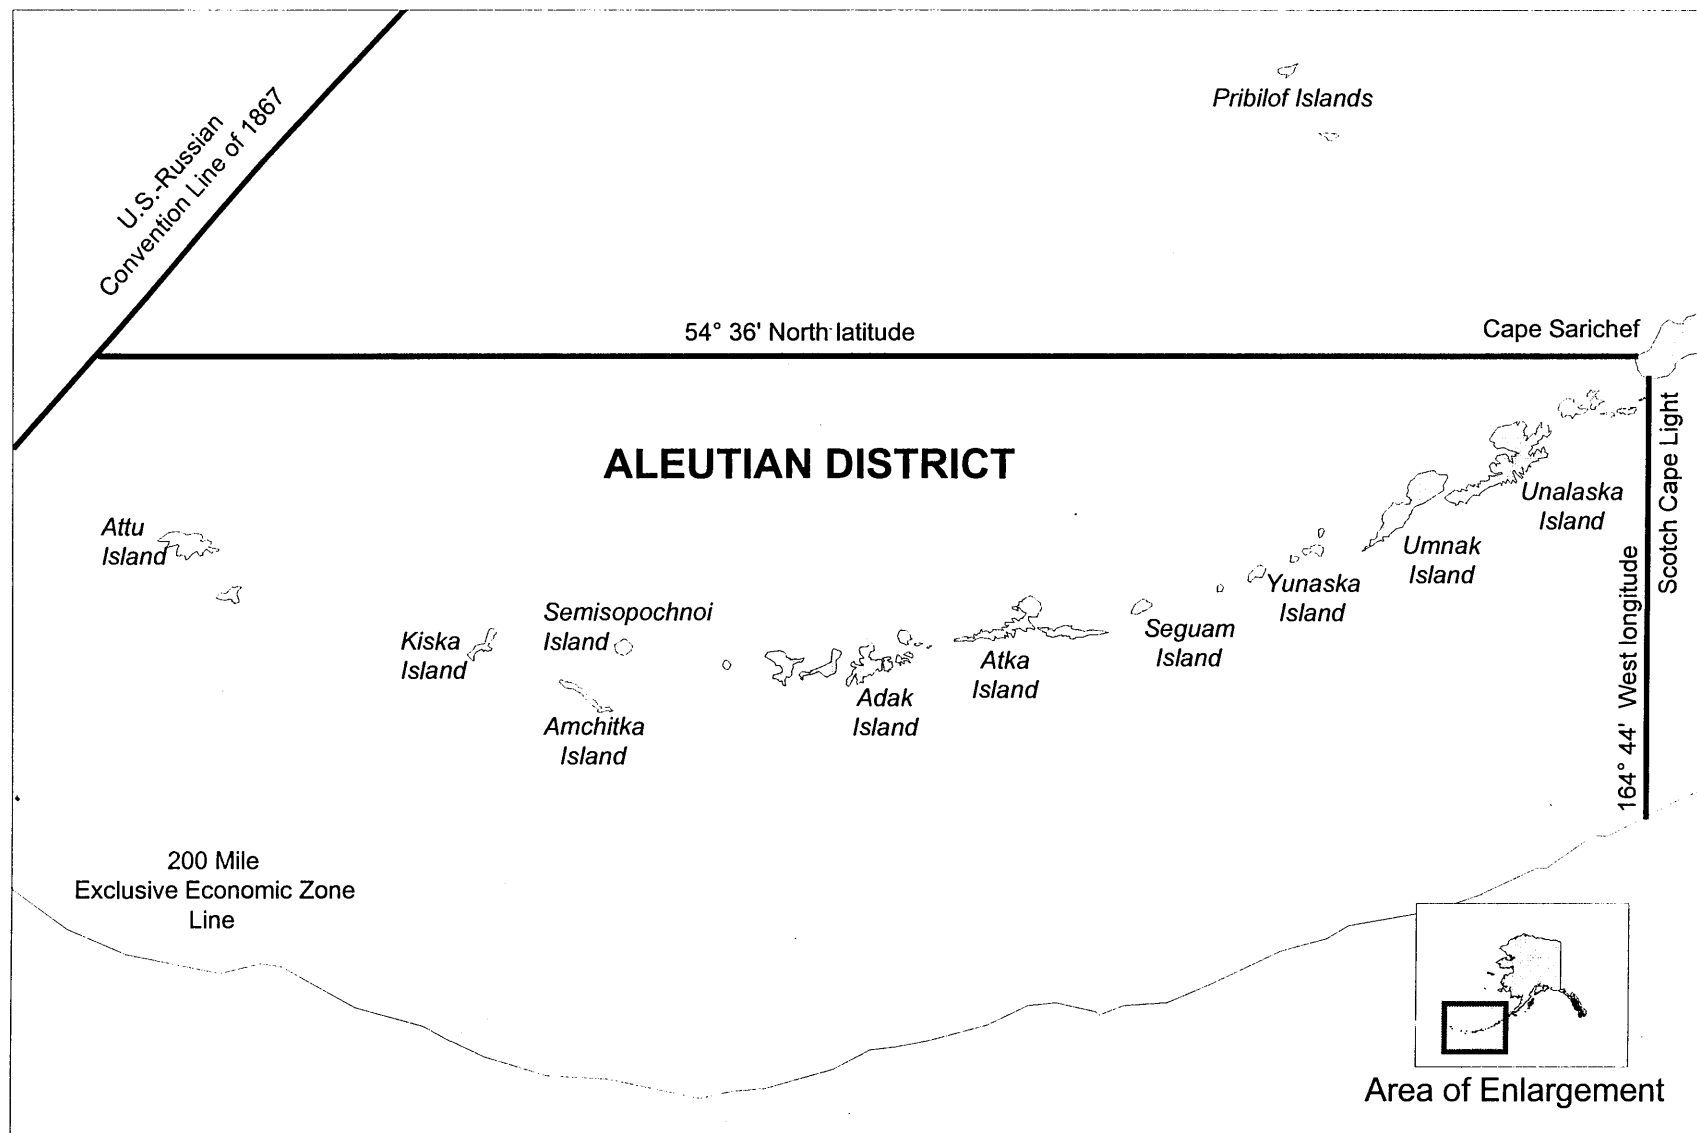 Pribilof Islands
U.S.-Russian
Convention Line of 1867
54° 36' North latitude
Cape Sarichef
ALEUTIAN DISTRICT
Scotch Cape Light
164° 44' West longitude
Unalaska
Island
Umnak
Island
Yunaska
Island
Seguam
Island
Atka
Island
Adak
Island
Semisopochnoi
Island
Amchitka
Island
Kiska
Island
Attu
Island
200 Mile
Exclusive Economic Zone
Line
Area of Enlargement